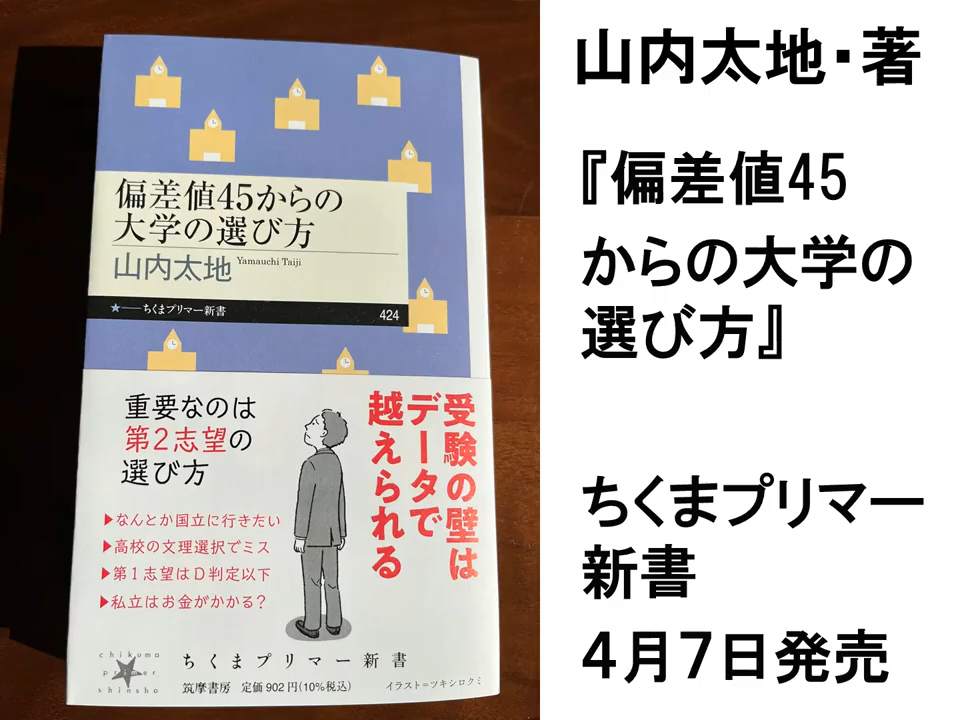 偏差値45からの
大学の選び方
山内太地 Yamauchi Taiji
★──ちくまプリマー新書 424
受験の壁は
データで
越えられる
重要なのは
第2志望の
選び方
▶なんとか国立に行きたい
▶高校の文理選択でミス
▶第1志望はD判定以下
▶私立はお金がかかる?
chikuma
primer
shinsho
ちくまプリマー新書
筑摩書房 定価902円(10%税込) イラスト=ツキシロクミ
山内太地・著
『偏差値45
からの大学の
選び方』
ちくまプリマー
新書
4月7日発売